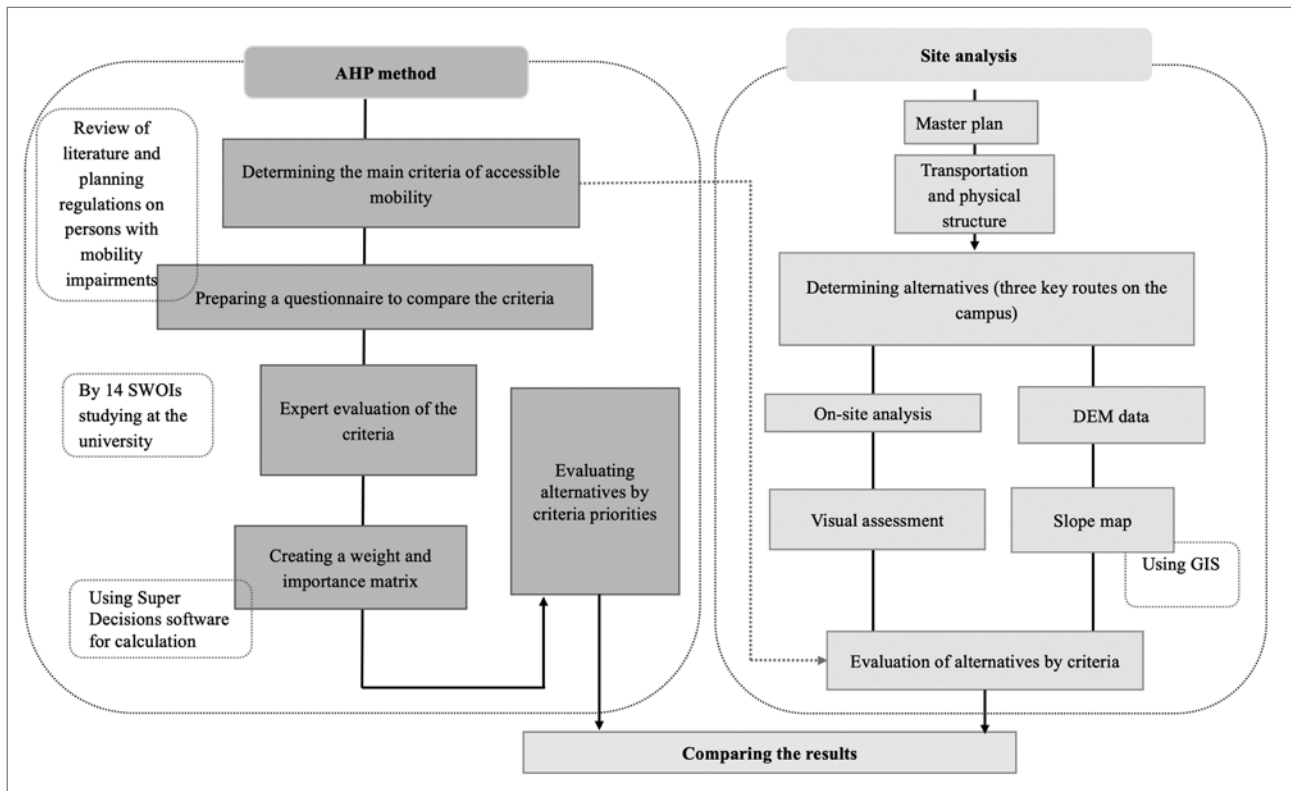 AHP method
Review of
literature and
planning
regulations on
persons with
mobility
impairments
Determining the main criteria of accessible
mobility
Preparing a questionnaire to compare the criteria
By 14 SWOIs
studying at the
university
Expert evaluation of the
criteria
Creating a weight and
importance matrix
Using Super
Decisions software
for calculation
Evaluating
alternatives by
criteria priorities
Site analysis
Master plan
Transportation
and physical
structure
Determining alternatives (three key routes on the
campus)
On-site analysis
DEM data
Visual assessment
Slope map
Using GIS
Evaluation of alternatives by criteria
Comparing the results